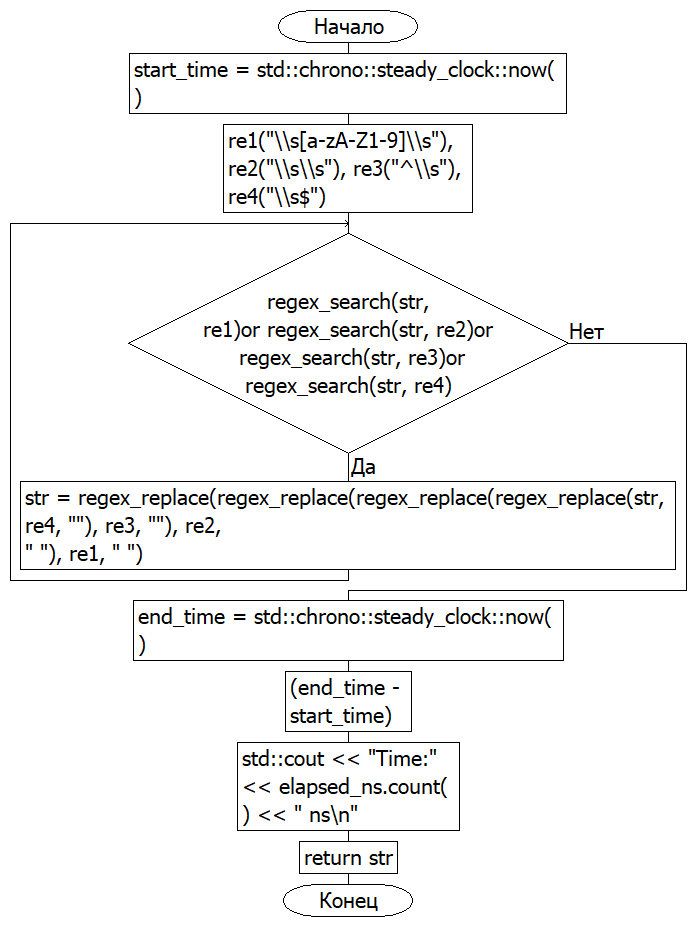 Начало
start_time = std::chrono::steady_clock::now(
)
re1("\\s[a-zA-Z1-9]\\s"),
re2("\\s\\s"), re3("^\\s"),
re4("\\s$")
regex_search(str,
re1)or regex_search(str, re2)or
regex_search(str, re3)or
regex_search(str, re4)
Нет
Да
str = regex_replace(regex_replace(regex_replace(regex_replace(str,
re4, ""), re3, ""), re2,
" "), re1, " ")
end_time = std::chrono::steady_clock::now(
)
(end_time -
start_time)
std::cout << "Time:"
<< elapsed_ns.count(
) << " ns\n"
return str
Конец